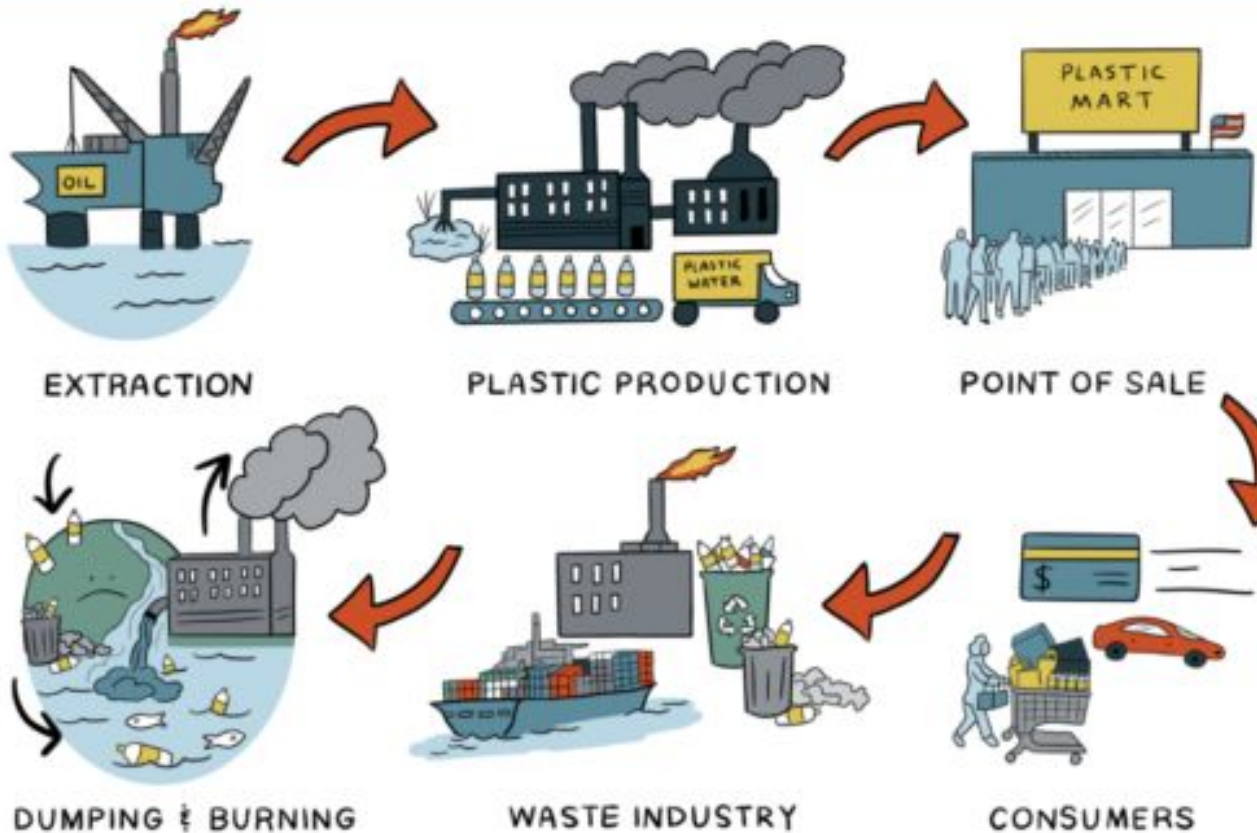 OIL
PLASTIC
WATER
PLASTIC
MART
EXTRACTION
PLASTIC PRODUCTION
POINT OF SALE
$
DUMPING & BURNING
WASTE INDUSTRY
CONSUMERS